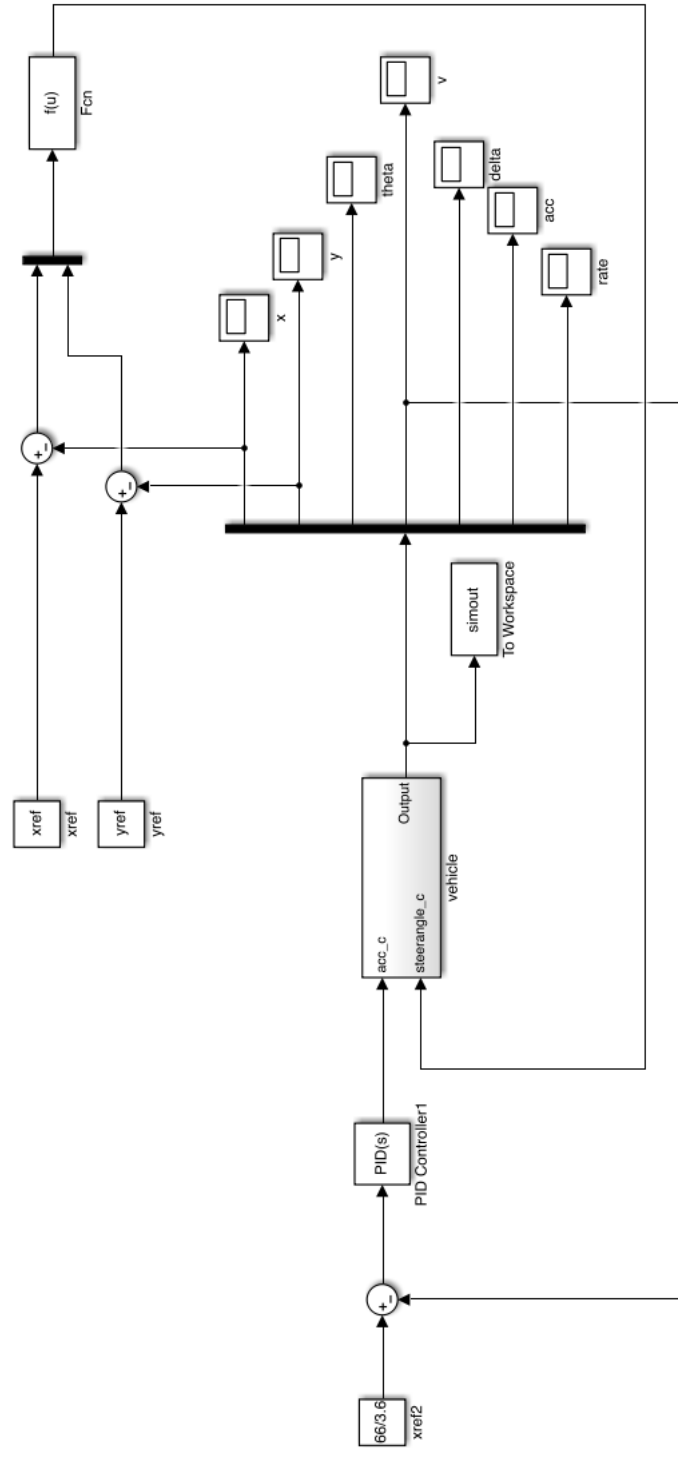 f(u)
Fcn
v
theta
delta
acc
y
rate
x
+
-
+
-
simout
To Workspace
xref
xref
yref
yref
Output
acc_c
steerangle_c
vehicle
PID(s)
PID Controller1
+
-
66/3.6
xref2